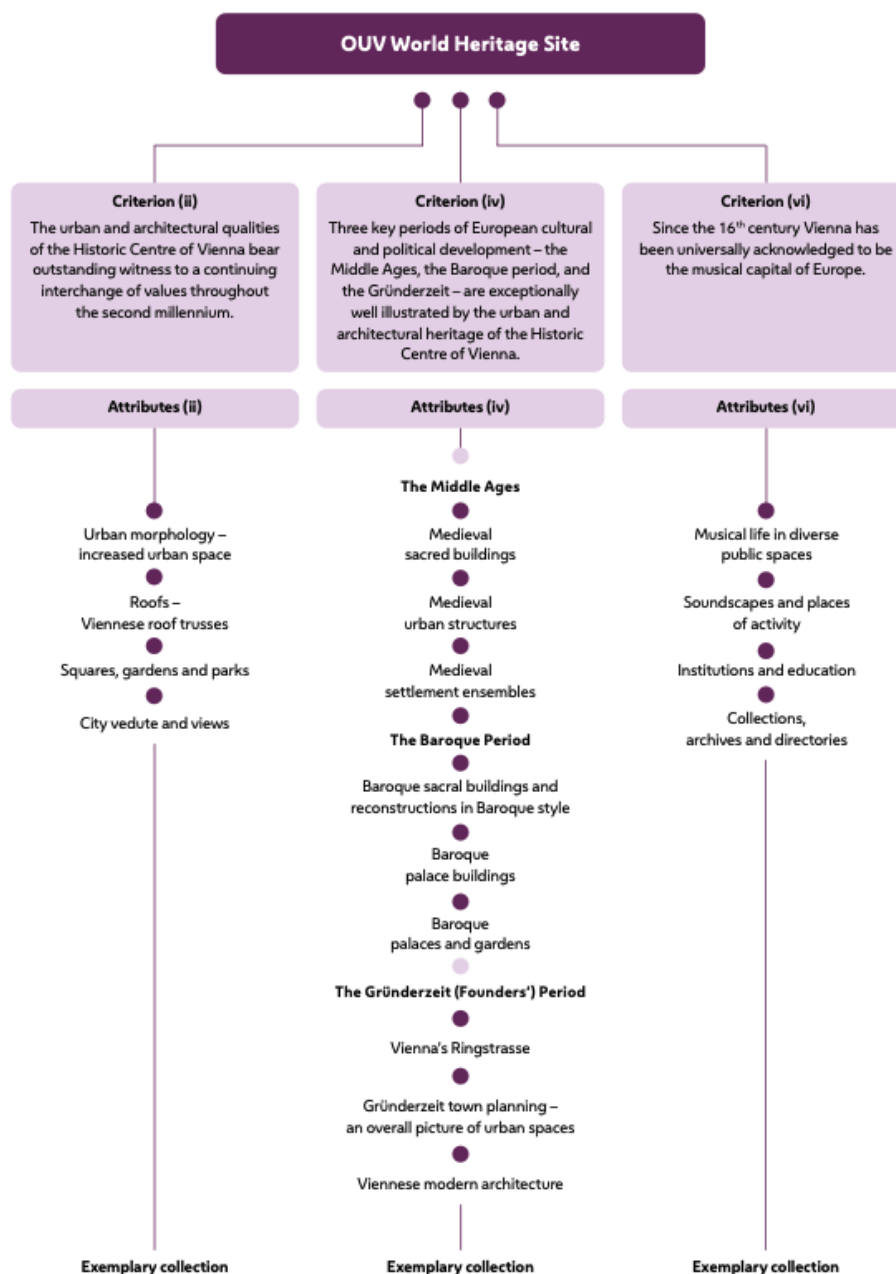 OUV World Heritage Site
Criterion (ii)
The urban and architectural qualities
of the Historic Centre of Vienna bear
outstanding witness to a continuing
interchange of values throughout
the second millennium.
Criterion (iv)
Three key periods of European cultural
and political development – the
Middle Ages, the Baroque period, and
the Gründerzeit – are exceptionally
well illustrated by the urban and
architectural heritage of the Historic
Centre of Vienna.
Criterion (vi)
Since the 16th century Vienna has
been universally acknowledged to be
the musical capital of Europe.
Attributes (ii)
Urban morphology –
increased urban space
Roofs –
Viennese roof trusses
Squares, gardens and parks
City vedute and views
Exemplary collection
Attributes (iv)
The Middle Ages
Medieval
sacred buildings
Medieval
urban structures
Medieval
settlement ensembles
The Baroque Period
Baroque sacral buildings and
reconstructions in Baroque style
Baroque
palace buildings
Baroque
palaces and gardens
The Gründerzeit (Founders') Period
Vienna's Ringstrasse
Gründerzeit town planning –
an overall picture of urban spaces
Viennese modern architecture
Exemplary collection
Attributes (vi)
Musical life in diverse
public spaces
Soundscapes and places
of activity
Institutions and education
Collections,
archives and directories
Exemplary collection